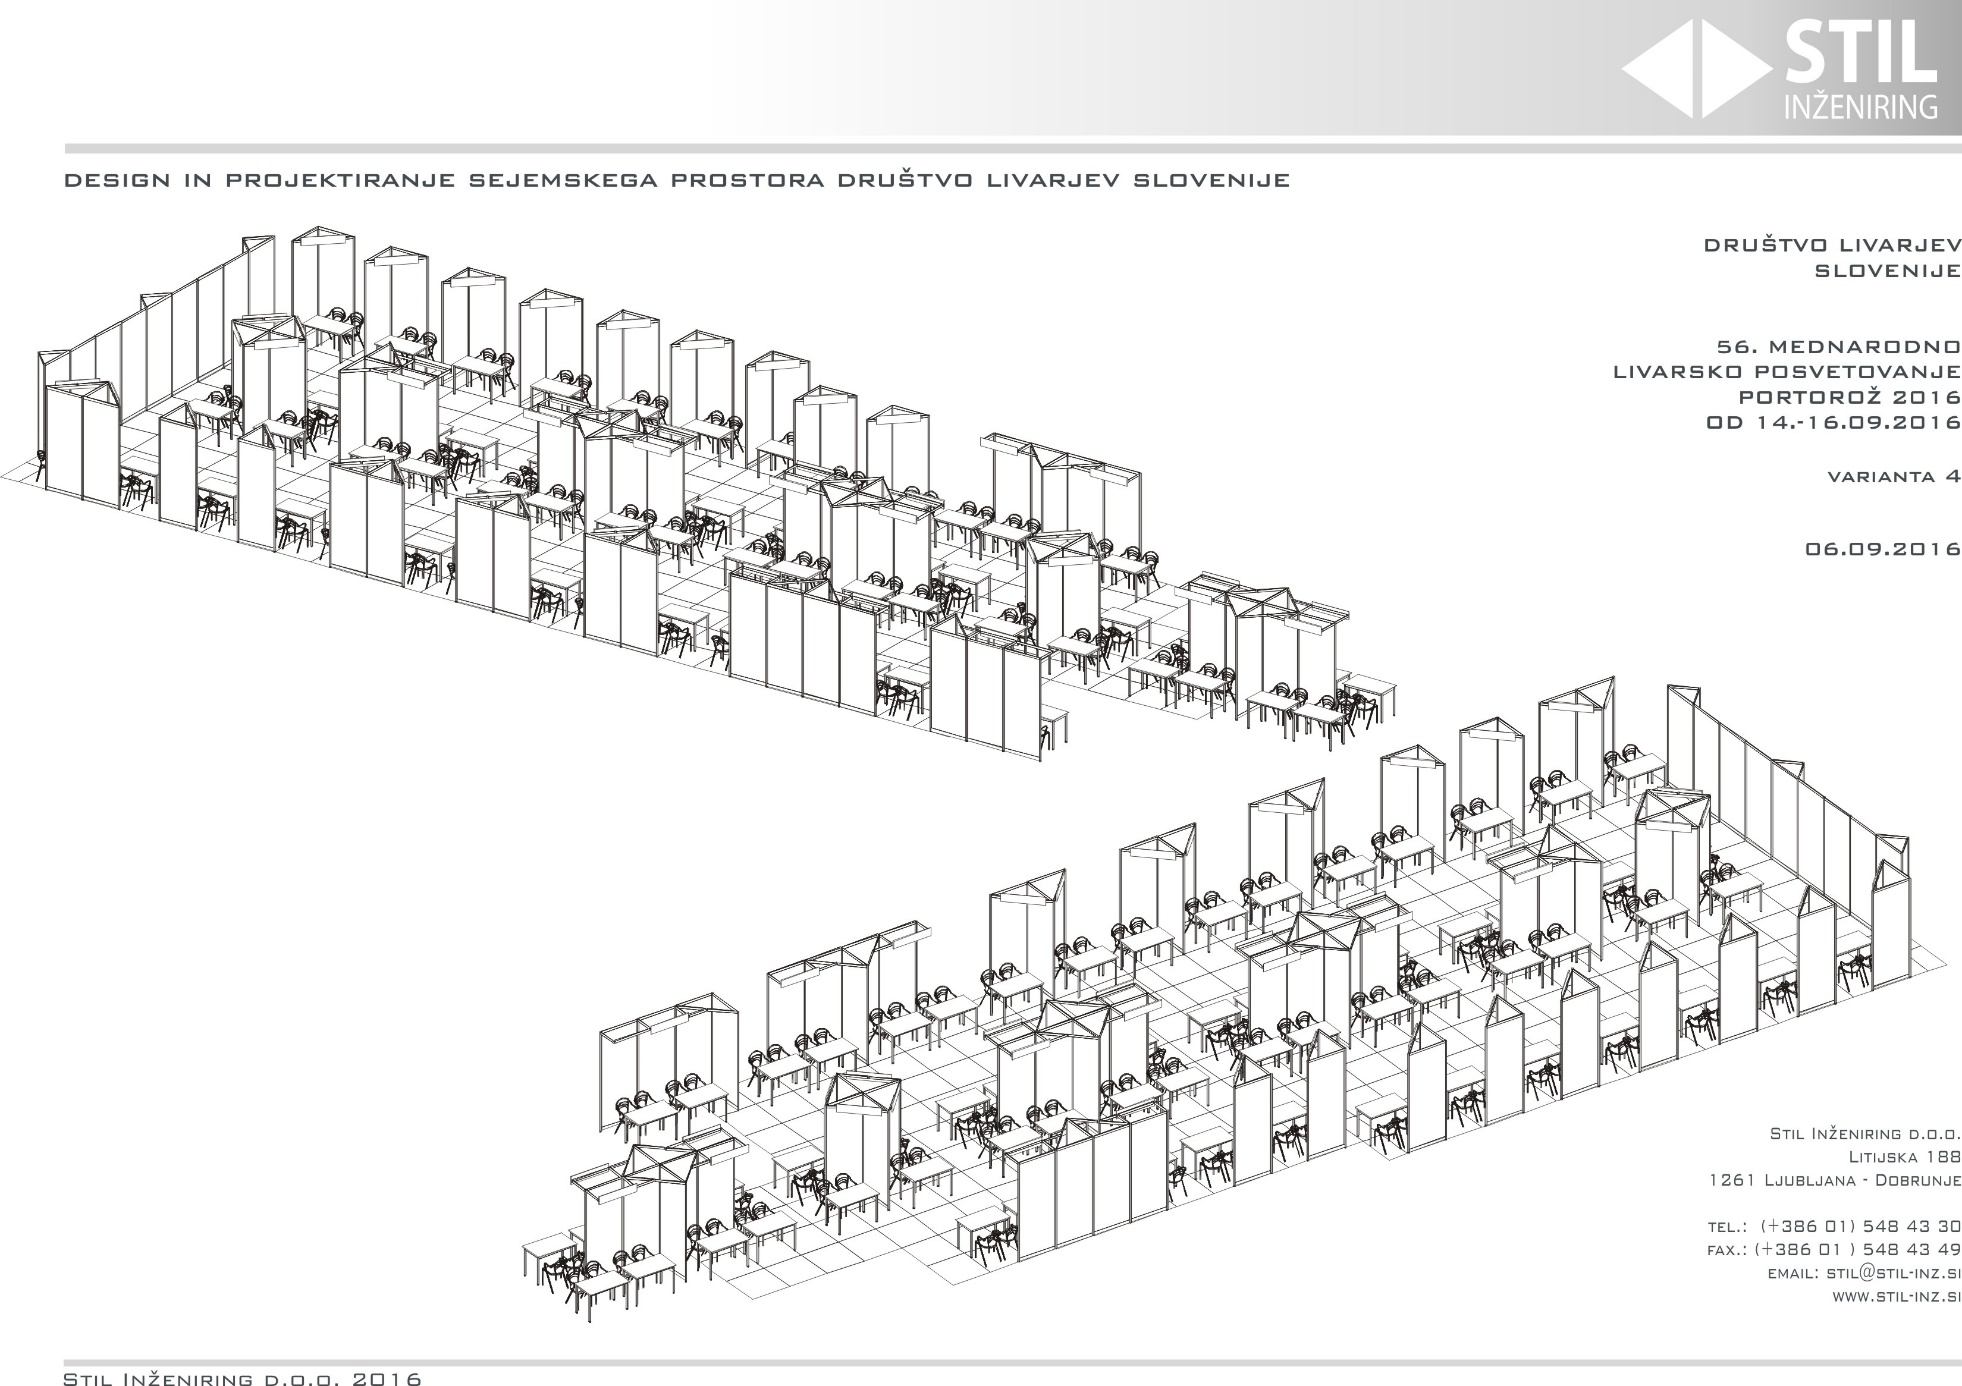 STIL
INŽENIRING
DESIGN IN PROJEKTIRANJE SEJEMSKEGA PROSTORA DRUŠTVO LIVARJEV SLOVENIJE
DRUŠTVO LIVARJEV
SLOVENIJE
56. MEDNARODNO
LIVARSKO POSVETOVANJE
PORTOROŽ 2016
OD 14.-16.09.2016
VARIANTA 4
06.09.2016
STIL INŽENIRING D.O.O.
LITIJSKA 188
1261 LJUBLJANA - DOBRUNJE
TEL.: (+386 01) 548 43 30
FAX.: (+386 01 ) 548 43 49
EMAIL: STIL@STIL-INZ.SI
WWW.STIL-INZ.SI
STIL INŽENIRING D.O.O. 2016